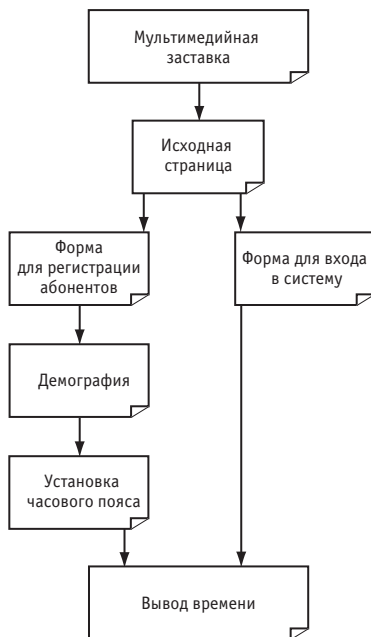 Мультимедийная
заставка
Исходная
страница
Форма
для регистрации
абонентов
Форма для входа
в систему
Демография
Установка
часового пояса
Вывод времени